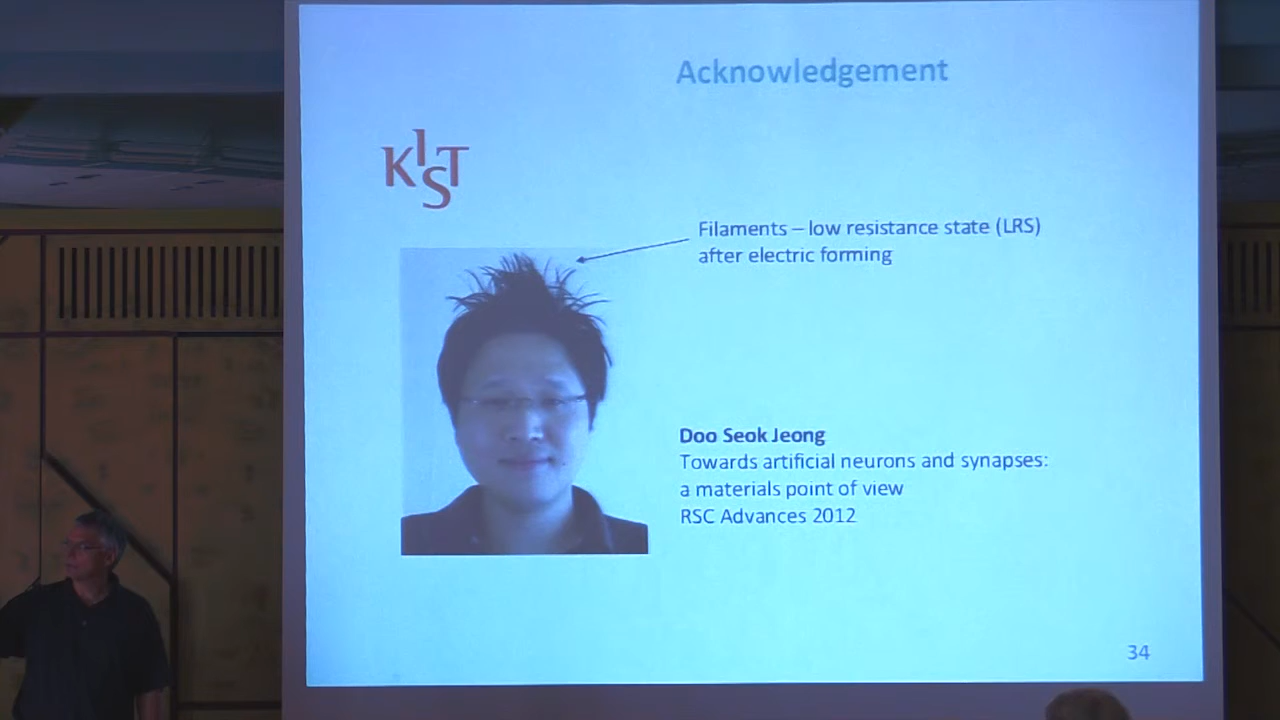 Acknowledgement
KIST
Filaments – low resistance state (LRS)
after electric forming
Doo Seok Jeong
Towards artificial neurons and synapses:
a materials point of view
RSC Advances 2012
34